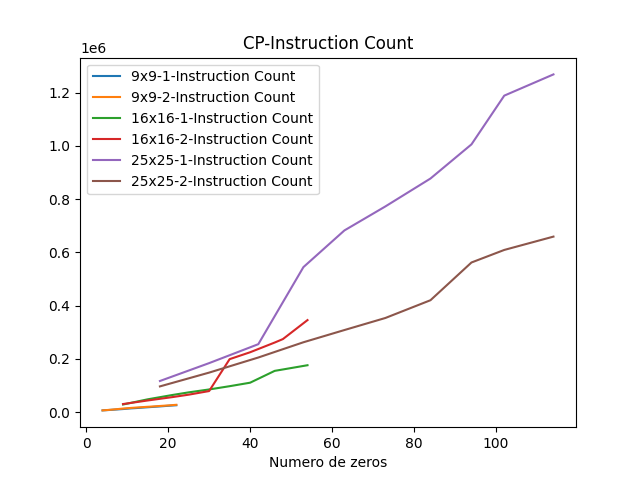 CP-Instruction Count
1e6
9x9-1-Instruction Count
9x9-2-Instruction Count
16x16-1-Instruction Count
16x16-2-Instruction Count
25x25-1-Instruction Count
25x25-2-Instruction Count
1.2
1.0
0.8
0.6
0.4
0.2
0.0
0 20 40 60 80 100
Numero de zeros